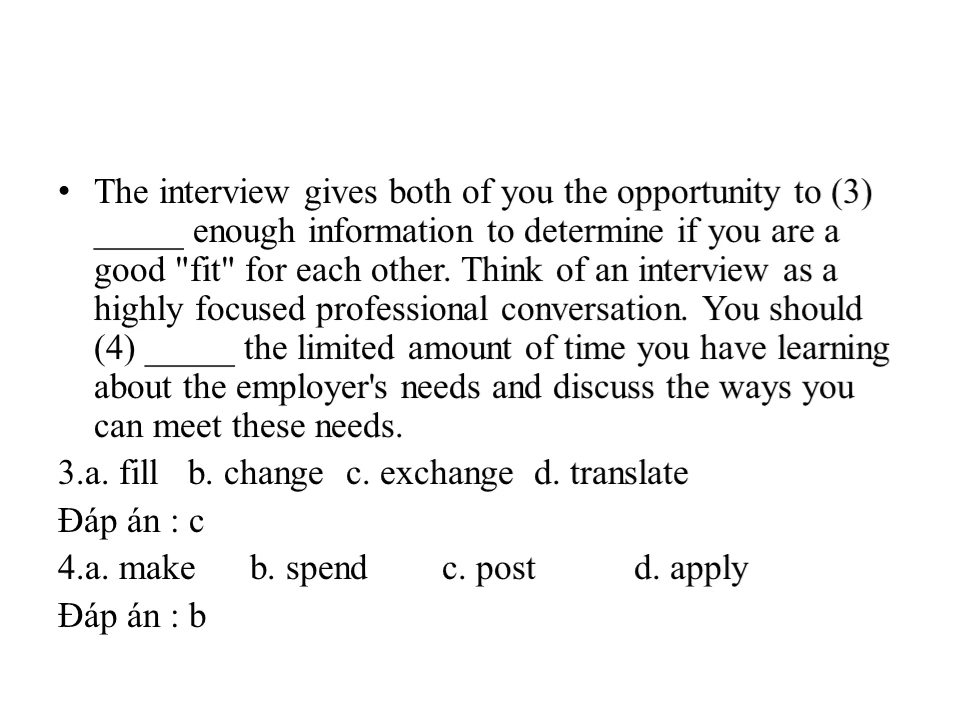 • The interview gives both of you the opportunity to (3)
_____ enough information to determine if you are a
good "fit" for each other. Think of an interview as a
highly focused professional conversation. You should
(4) _____ the limited amount of time you have learning
about the employer's needs and discuss the ways you
can meet these needs.
3.a. fill b. change c. exchange d. translate
Đáp án : c
4.a. make b. spend c. post d. apply
Đáp án : b